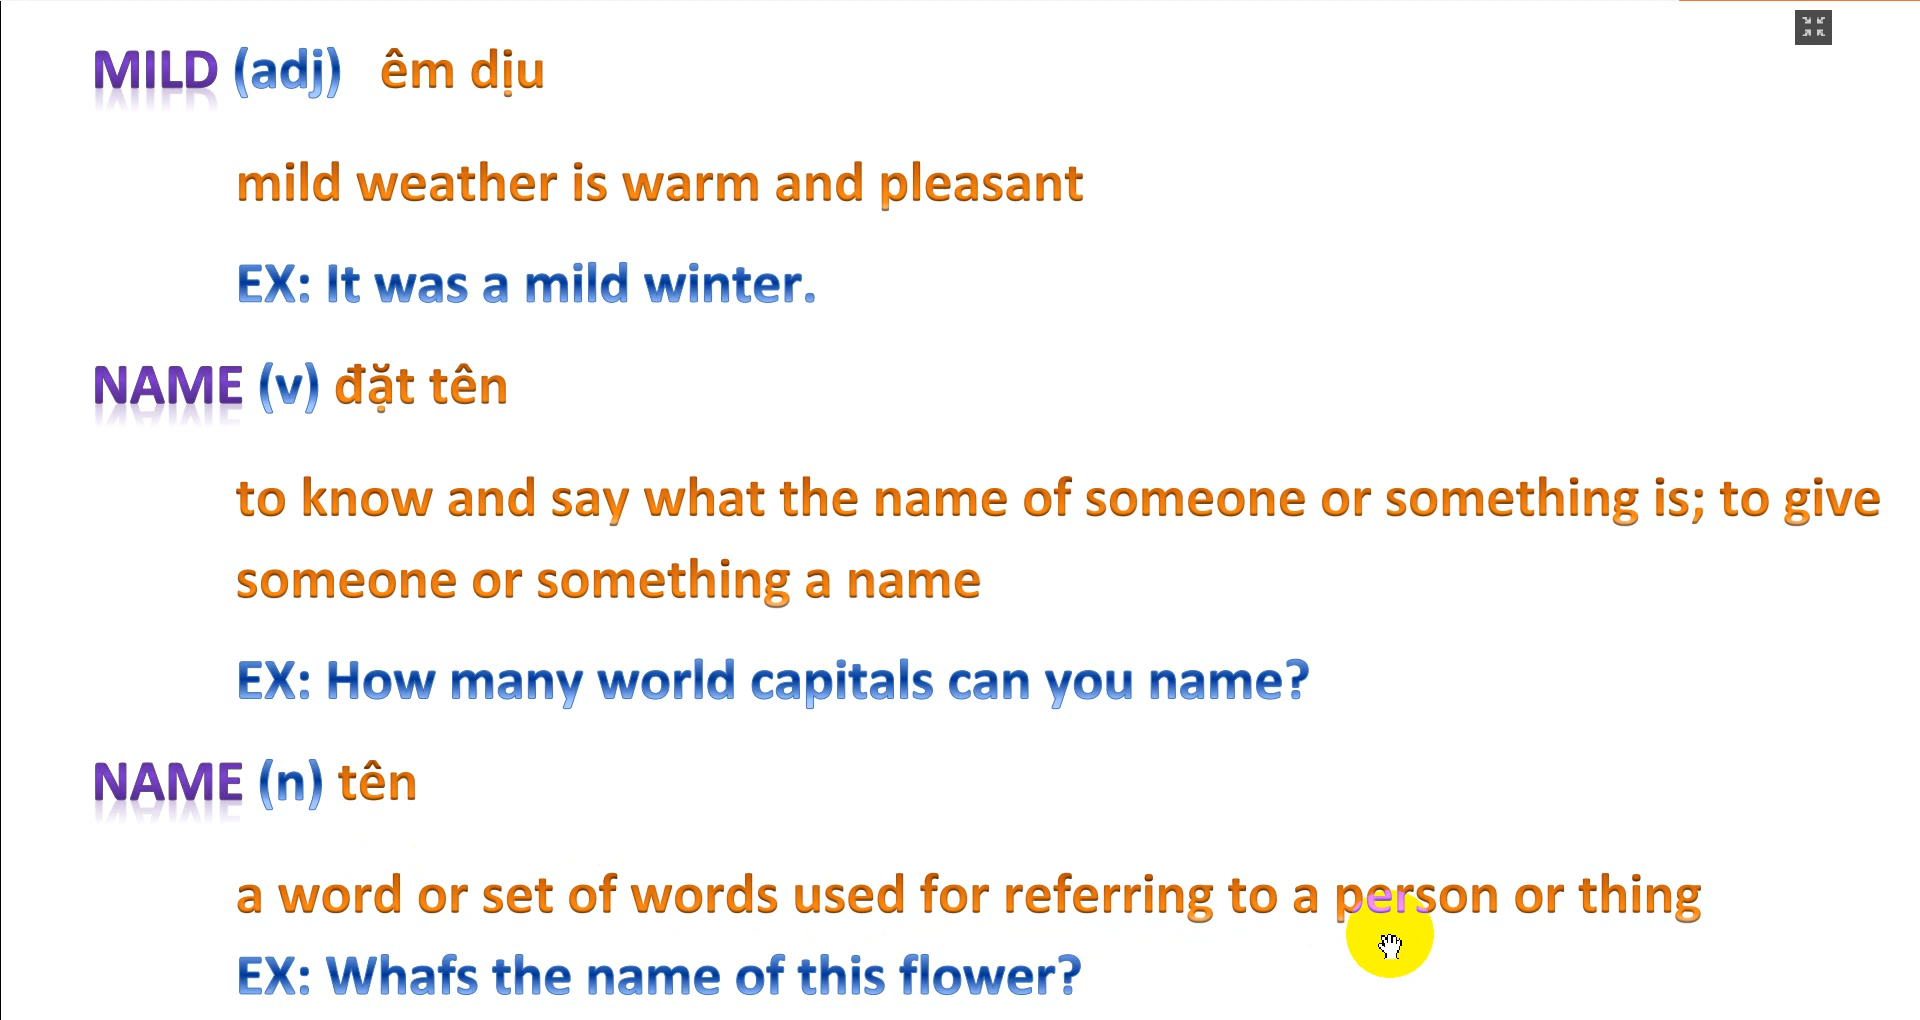 MILD (adj) êm dịu
mild weather is warm and pleasant
EX: It was a mild winter.
NAME (v) đặt tên
to know and say what the name of someone or something is; to give
someone or something a name
EX: How many world capitals can you name?
NAME (n) tên
a word or set of words used for referring to a person or thing
EX: Whafs the name of this flower?